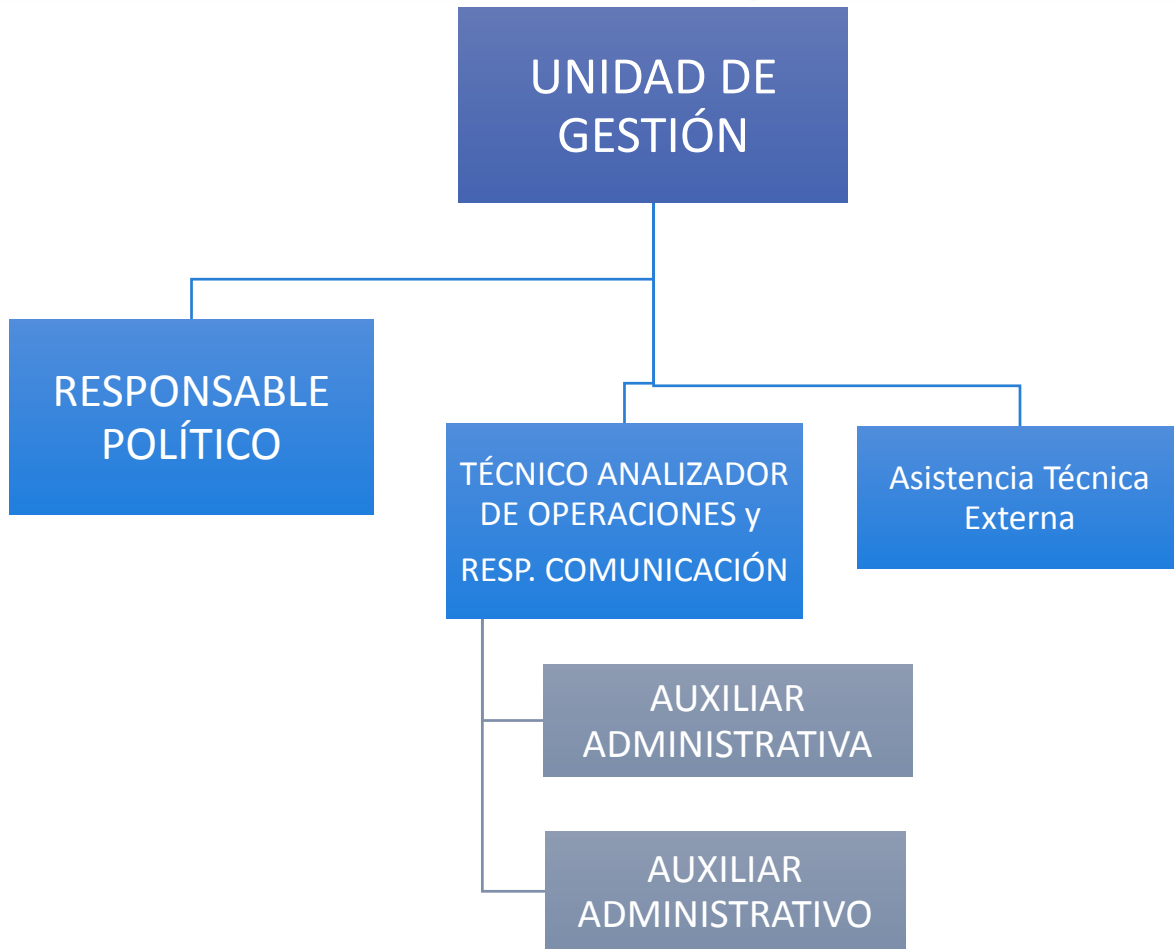 UNIDAD DE
GESTIÓN
RESPONSABLE
POLÍTICO
TÉCNICO ANALIZADOR
DE OPERACIONES y
RESP. COMUNICACIÓN
Asistencia Técnica
Externa
AUXILIAR
ADMINISTRATIVA
AUXILIAR
ADMINISTRATIVO